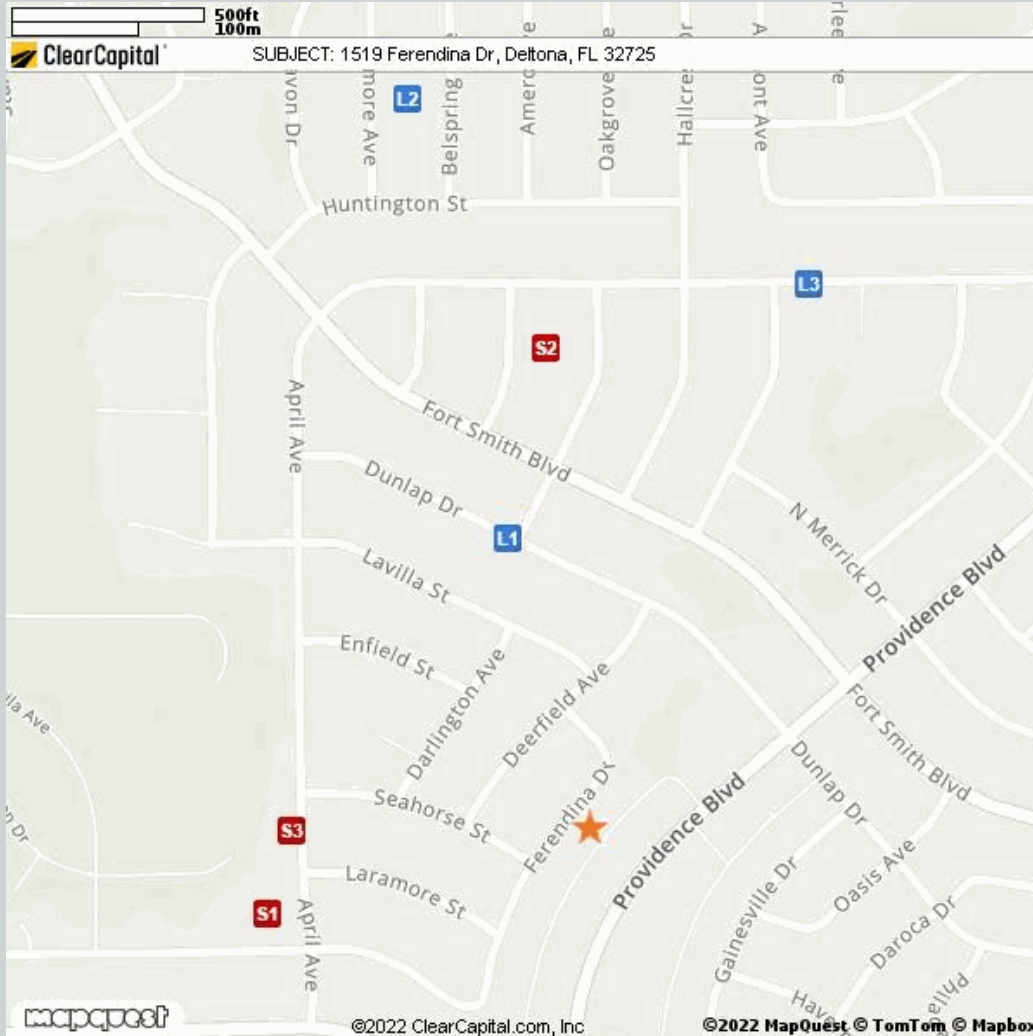 500ft
100m
ClearCapital
SUBJECT: 1519 Ferendina Dr, Deltona, FL 32725
L2
Huntington St
L3
S2
April Ave
Fort Smith Blvd
Dunlap Dr
L1
N Merrick Dr
Lavilla St
Providence Blvd
Enfield St
Darlington Ave
Deerfield Ave
Fort Smith Blvd
Seahorse St
Ferendina Dr
Providence Blvd
Dunlap Dr
S3
Laramore St
Gainesville Dr
Oasis Ave
Daroca Dr
S1
April Ave
mapquest
©2022 ClearCapital.com, Inc
©2022 MapQuest © TomTom © Mapbo